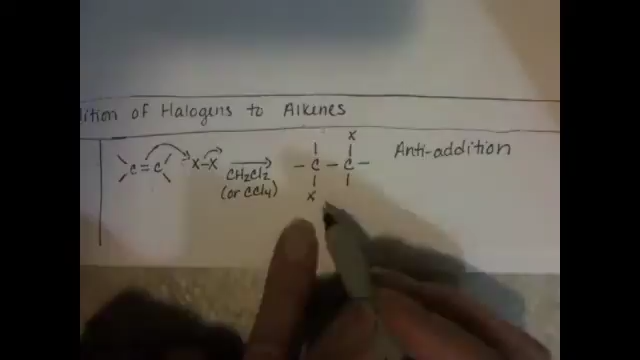 ition of Halogens to Alkenes
C=C X-X CH2Cl2 (or CCl4) -C-C- X X Anti-addition